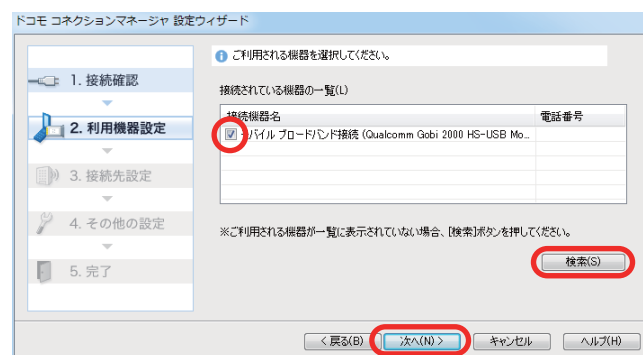 ドコモ コネクションマネージャ 設定ウィザード
ご利用される機器を選択してください。
1. 接続確認
2. 利用機器設定
3. 接続先設定
4. その他の設定
5. 完了
接続されている機器の一覧(L)
接続機器名 電話番号
モバイル ブロードバンド接続 (Qualcomm Gobi 2000 HS-USB Mo...
※ご利用される機器が一覧に表示されていない場合、[検索]ボタンを押してください。
検索(S)
< 戻る(B) 次へ(N) > キャンセル ヘルプ(H)